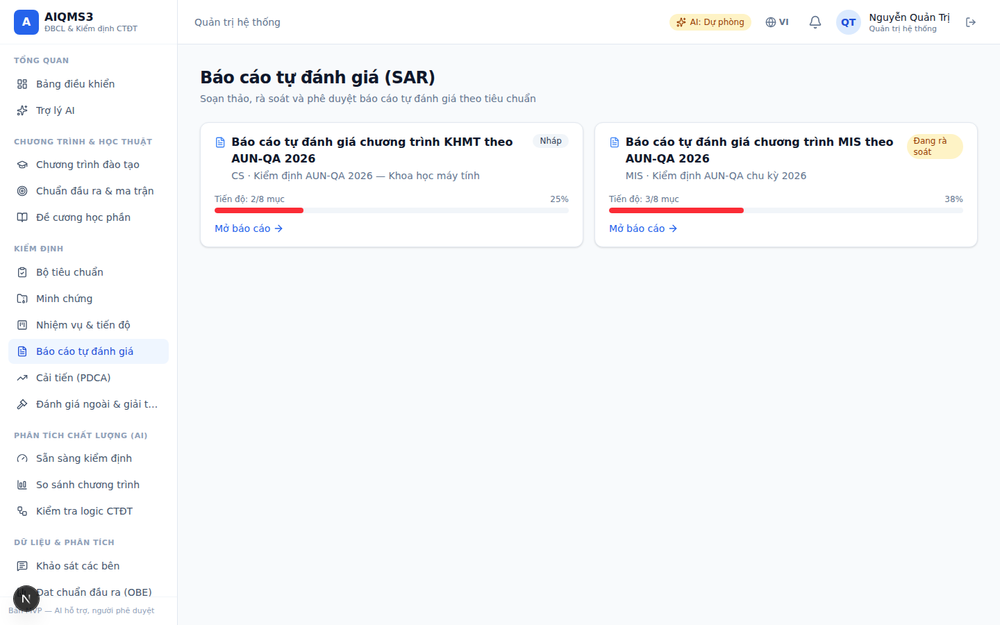 A
AIQMS3
ĐBCL & Kiểm định CTĐT
Quản trị hệ thống
AI: Dự phòng
VI
QT
Nguyễn Quản Trị
Quản trị hệ thống
TỔNG QUAN
Bảng điều khiển
Trợ lý AI
CHƯƠNG TRÌNH & HỌC THUẬT
Chương trình đào tạo
Chuẩn đầu ra & ma trận
Đề cương học phần
KIỂM ĐỊNH
Bộ tiêu chuẩn
Minh chứng
Nhiệm vụ & tiến độ
Báo cáo tự đánh giá
Cải tiến (PDCA)
Đánh giá ngoài & giải t...
PHÂN TÍCH CHẤT LƯỢNG (AI)
Sẵn sàng kiểm định
So sánh chương trình
Kiểm tra logic CTĐT
DỮ LIỆU & PHÂN TÍCH
Khảo sát các bên
Đạt chuẩn đầu ra (OBE)
N
MVP — AI hỗ trợ, người phê duyệt
Báo cáo tự đánh giá (SAR)
Soạn thảo, rà soát và phê duyệt báo cáo tự đánh giá theo tiêu chuẩn
Báo cáo tự đánh giá chương trình KHMT theo
AUN-QA 2026
Nháp
CS · Kiểm định AUN-QA 2026 — Khoa học máy tính
Tiến độ: 2/8 mục
25%
Mở báo cáo →
Báo cáo tự đánh giá chương trình MIS theo
AUN-QA 2026
Đang rà
soát
MIS · Kiểm định AUN-QA chu kỳ 2026
Tiến độ: 3/8 mục
38%
Mở báo cáo →